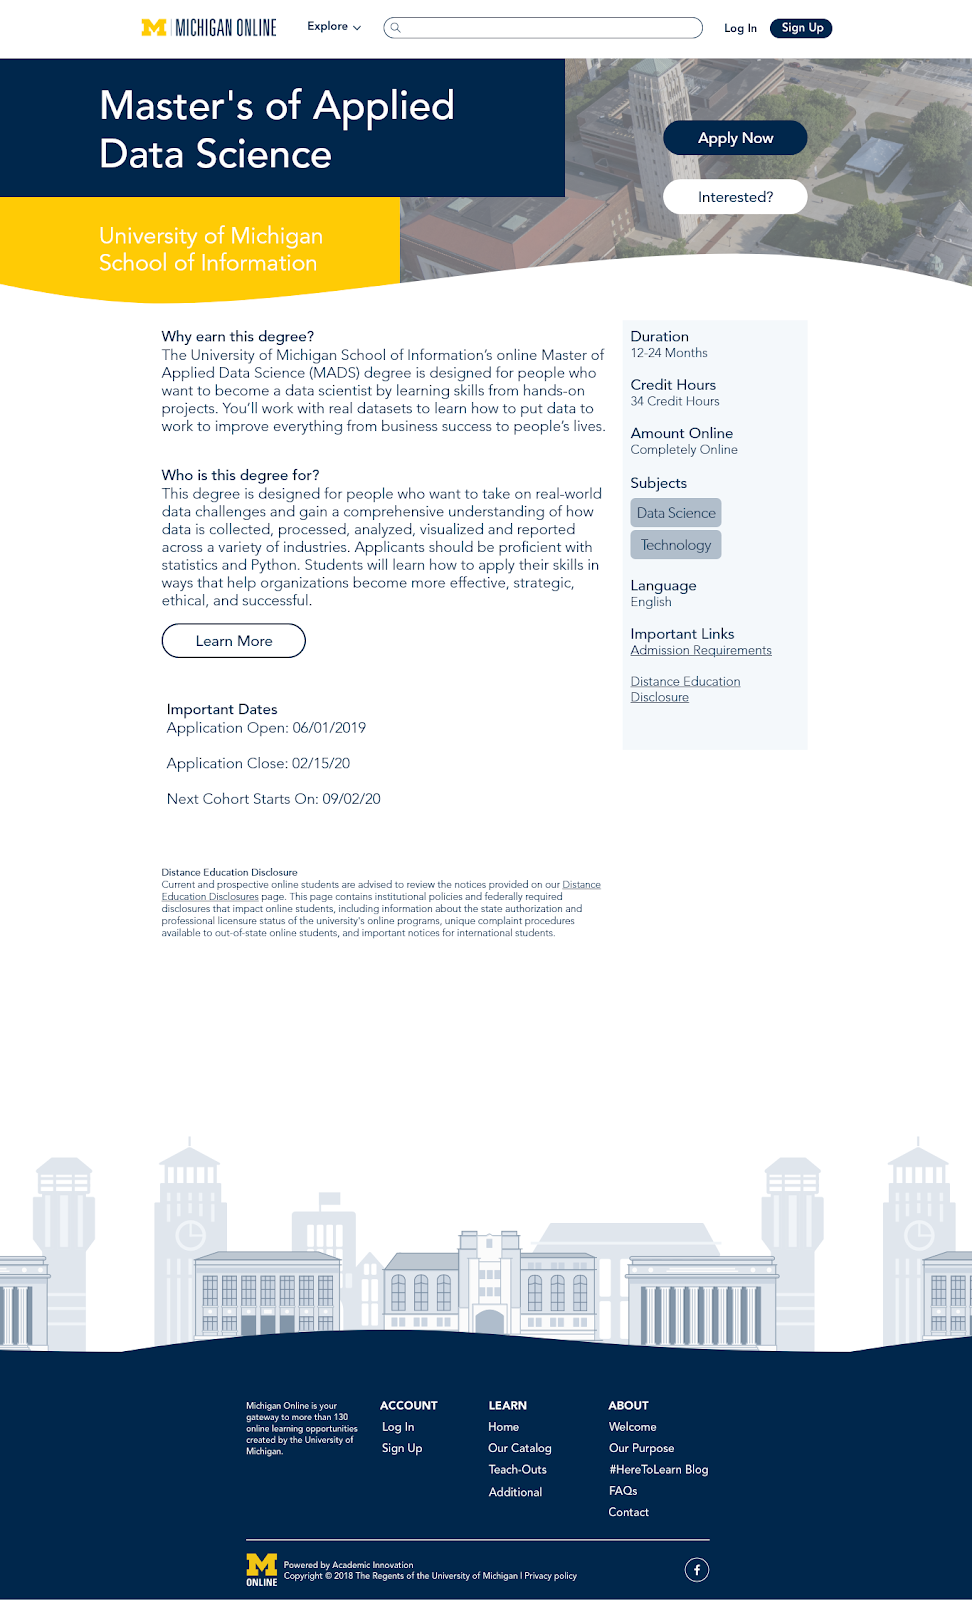 M | MICHIGAN ONLINE
Explore
Log In
Sign Up
Master's of Applied
Data Science
Apply Now
Interested?
University of Michigan
School of Information
Why earn this degree?
The University of Michigan School of Information's online Master of
Applied Data Science (MADS) degree is designed for people who
want to become a data scientist by learning skills from hands-on
projects. You'll work with real datasets to learn how to put data to
work to improve everything from business success to people's lives.
Who is this degree for?
This degree is designed for people who want to take on real-world
data challenges and gain a comprehensive understanding of how
data is collected, processed, analyzed, visualized and reported
across a variety of industries. Applicants should be proficient with
statistics and Python. Students will learn how to apply their skills in
ways that help organizations become more effective, strategic,
ethical, and successful.
Learn More
Important Dates
Application Open: 06/01/2019
Application Close: 02/15/20
Next Cohort Starts On: 09/02/20
Duration
12-24 Months
Credit Hours
34 Credit Hours
Amount Online
Completely Online
Subjects
Data Science
Technology
Language
English
Important Links
Admission Requirements
Distance Education
Disclosure
Distance Education Disclosure
Current and prospective online students are advised to review the notices provided on our Distance
Education Disclosures page. This page contains institutional policies and federally required
disclosures that impact online students, including information about the state authorization and
professional licensure status of the university's online programs, unique complaint procedures
available to out-of-state online students, and important notices for international students.
Michigan Online is your
gateway to more than 130
online learning opportunities
created by the University of
Michigan.
ACCOUNT
Log In
Sign Up
LEARN
Home
Our Catalog
Teach-Outs
Additional
ABOUT
Welcome
Our Purpose
#HereToLearn Blog
FAQs
Contact
M
ONLINE
Powered by Academic Innovation
Copyright © 2018 The Regents of the University of Michigan | Privacy policy
f